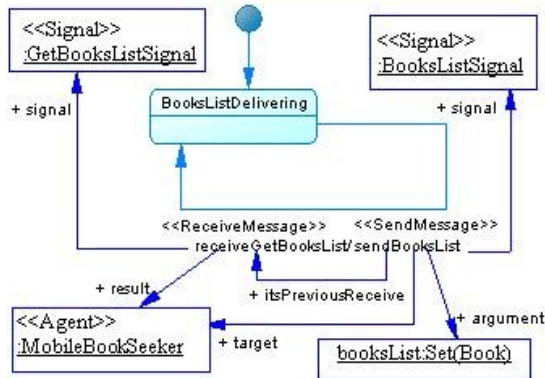 <<Signal>>
:GetBooksListSignal
<<Signal>>
:BooksListSignal
+ signal
+ signal
BooksListDelivering
<<ReceiveMessage>>
<<SendMessage>>
receiveGetBooksList/sendBooksList
+ result
+ itsPreviousReceive
<<Agent>>
:MobileBookSeeker
+ target
+ argument
booksList:Set(Book)